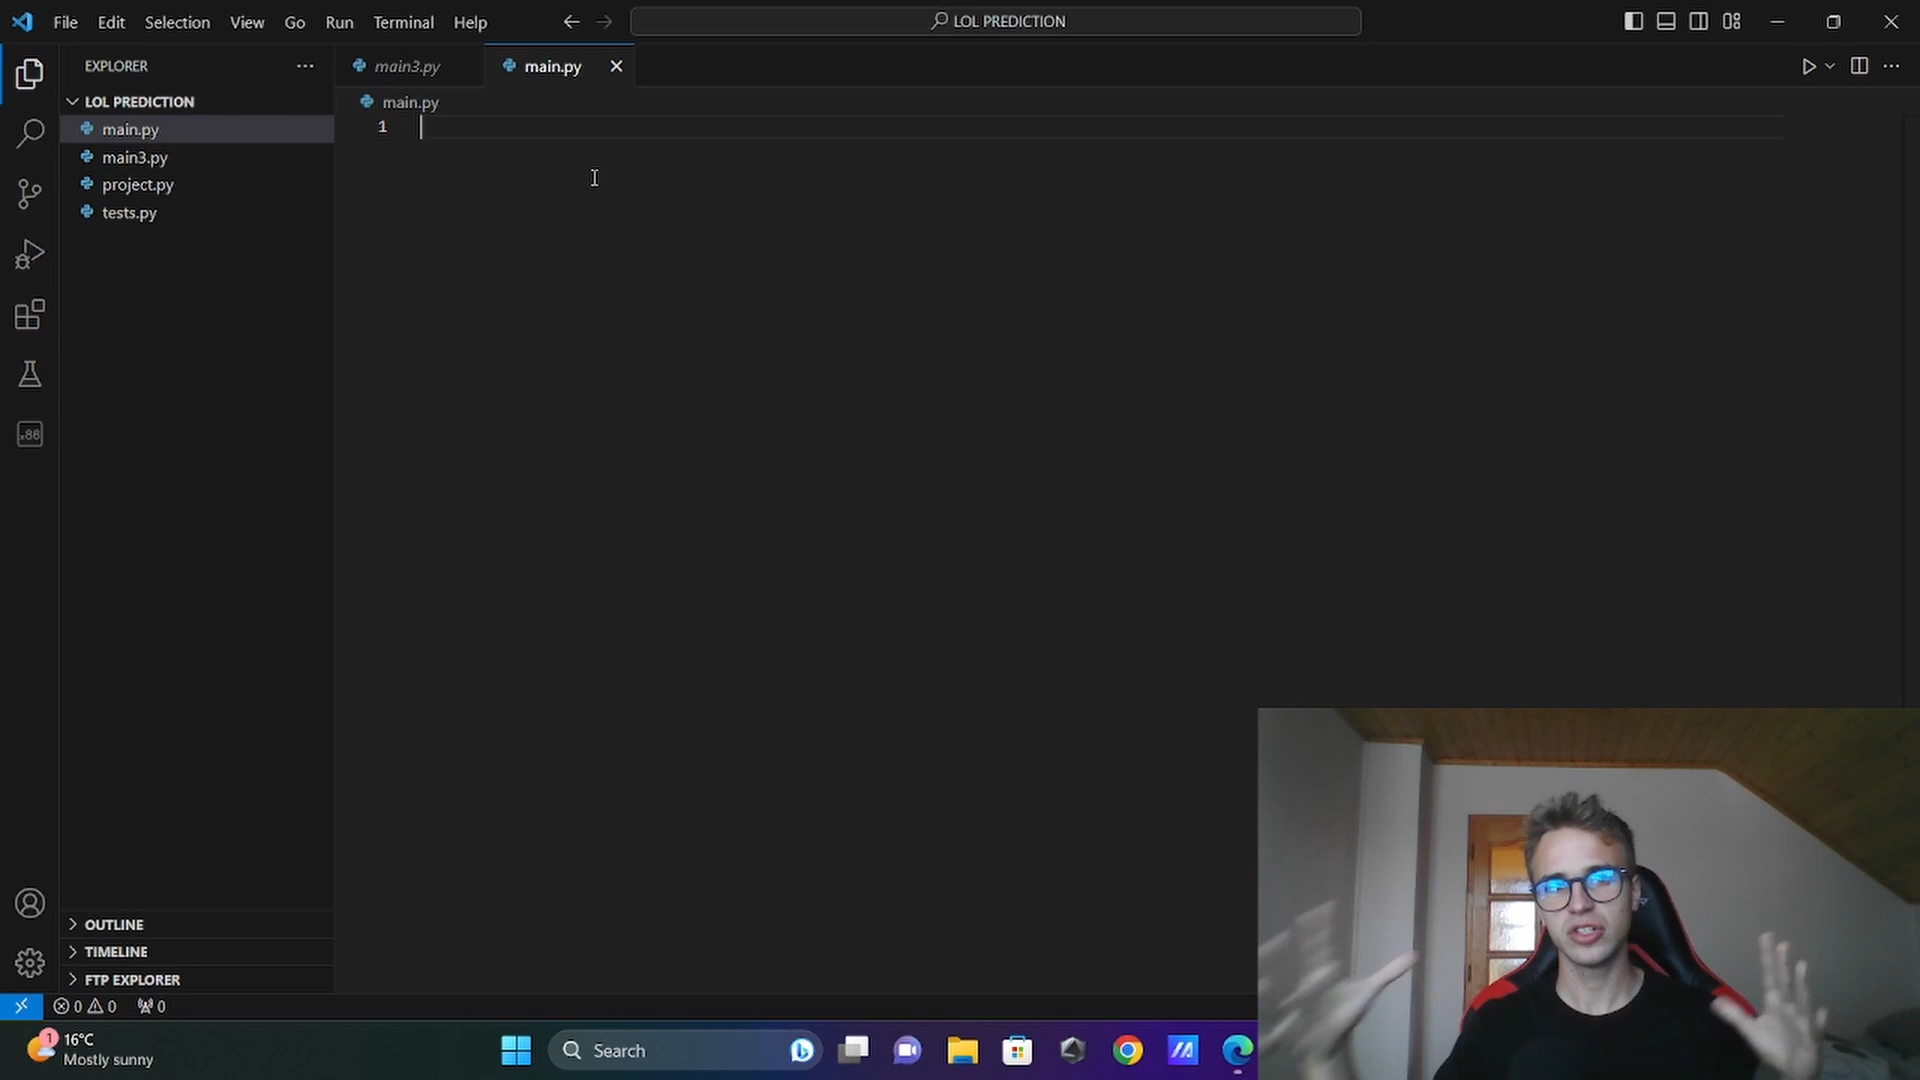 File Edit Selection View Go Run Terminal Help
LOL PREDICTION
EXPLORER
main3.py
main.py
LOL PREDICTION
main.py
main.py
1
main3.py
project.py
tests.py
.86
OUTLINE
TIMELINE
FTP EXPLORER
0 0 0
1
16°C
Mostly sunny
Search